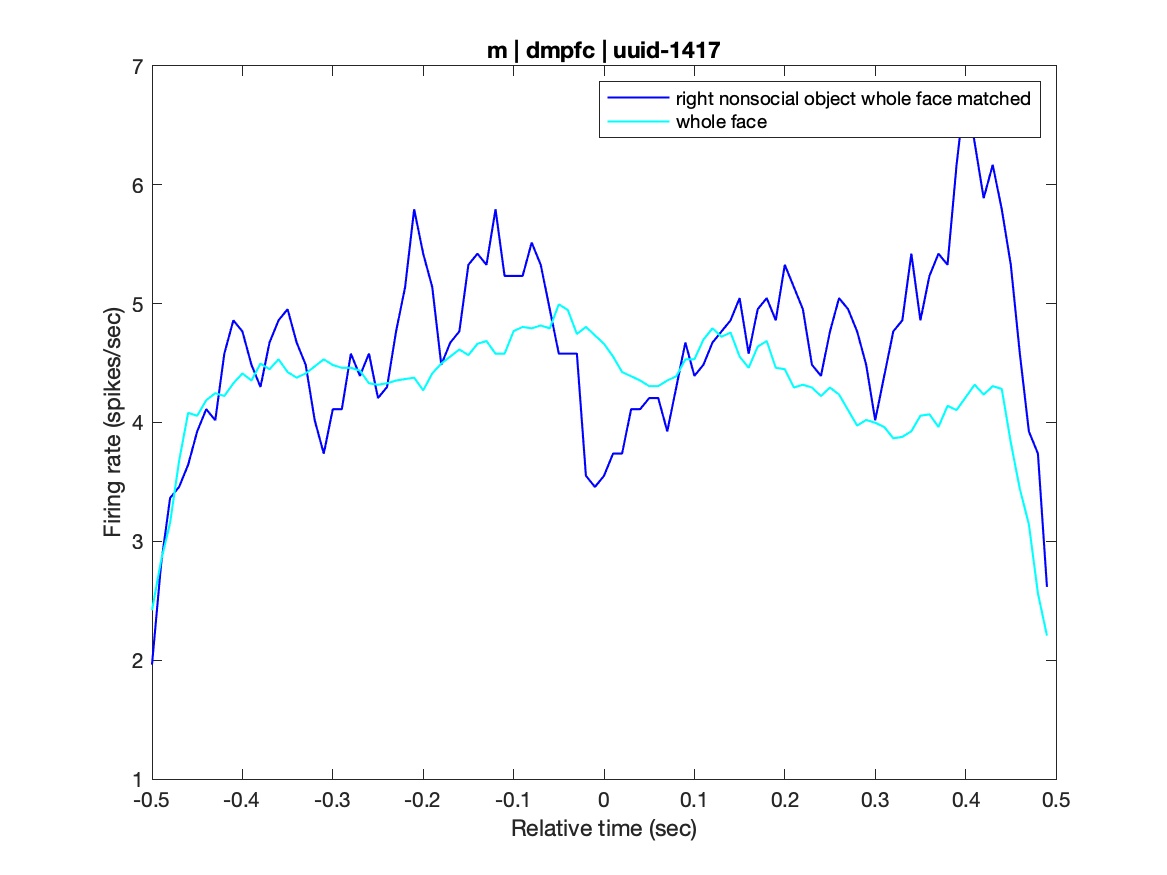 m | dmpfc | uuid-1417
7
right nonsocial object whole face matched
whole face
6
5
4
3
2
1
Firing rate (spikes/sec)
-0.5 -0.4 -0.3 -0.2 -0.1 0 0.1 0.2 0.3 0.4 0.5
Relative time (sec)